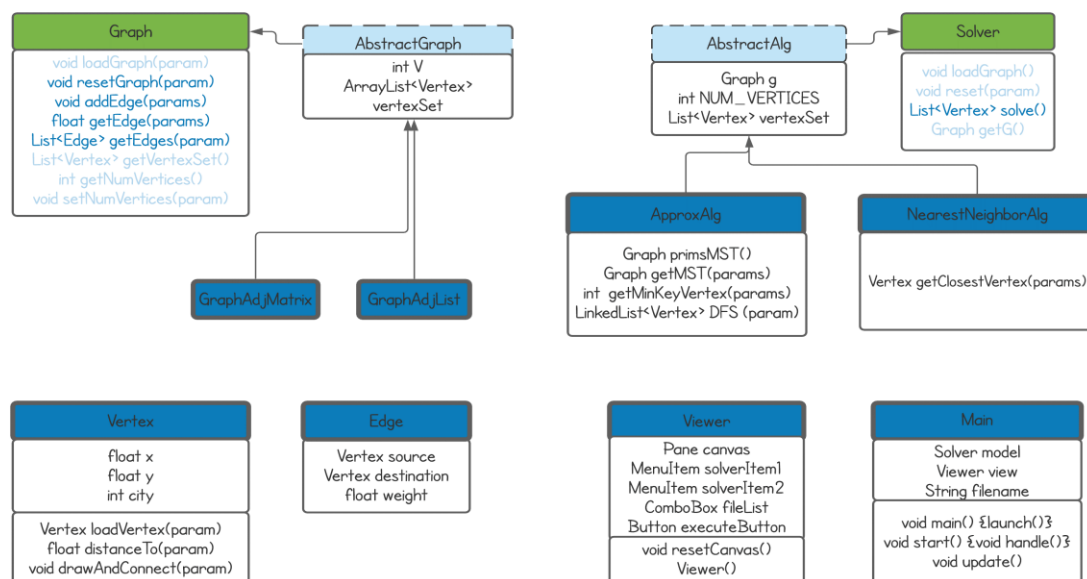 Graph
void loadGraph(param)
void resetGraph(param)
void addEdge(params)
float getEdge(params)
List<Edge> getEdges(param)
List<Vertex> getVertexSet()
int getNumVertices()
void setNumVertices(param)
AbstractGraph
int V
ArrayList<Vertex>
vertexSet
GraphAdjMatrix
GraphAdjList
AbstractAlg
Graph g
int NUM_VERTICES
List<Vertex> vertexSet
Solver
void loadGraph()
void reset(param)
List<Vertex> solve()
Graph getG()
ApproxAlg
Graph primsMST()
Graph getMST(params)
int getMinKeyVertex(params)
LinkedList<Vertex> DFS (param)
NearestNeighborAlg
Vertex getClosestVertex(params)
Vertex
float x
float y
int city
Vertex loadVertex(param)
float distanceTo(param)
void drawAndConnect(param)
Edge
Vertex source
Vertex destination
float weight
Viewer
Pane canvas
MenuItem solverItem1
MenuItem solverItem2
ComboBox fileList
Button executeButton
void resetCanvas()
Viewer()
Main
Solver model
Viewer view
String filename
void main() {launch()}
void start() {void handle()}
void update()